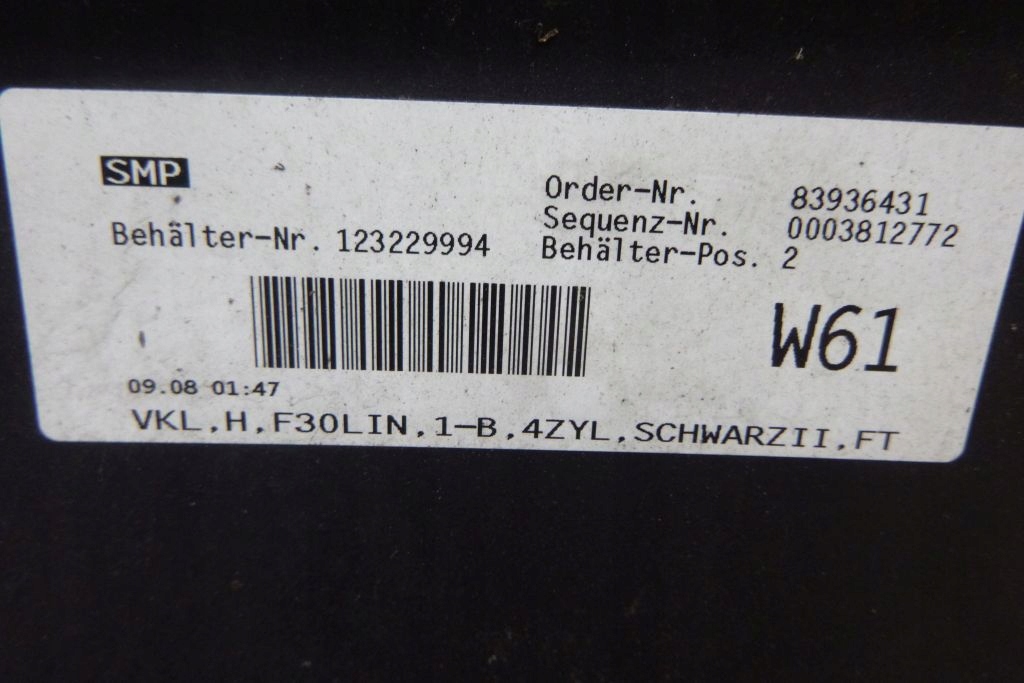 SMP
Order-Nr. 83936431
Sequenz-Nr. 0003812772
Behälter-Nr. 123229994
Behälter-Pos. 2
W61
09.08 01:47
VKL,H,F30LIN,1-B,4ZYL,SCHWARZII,FT